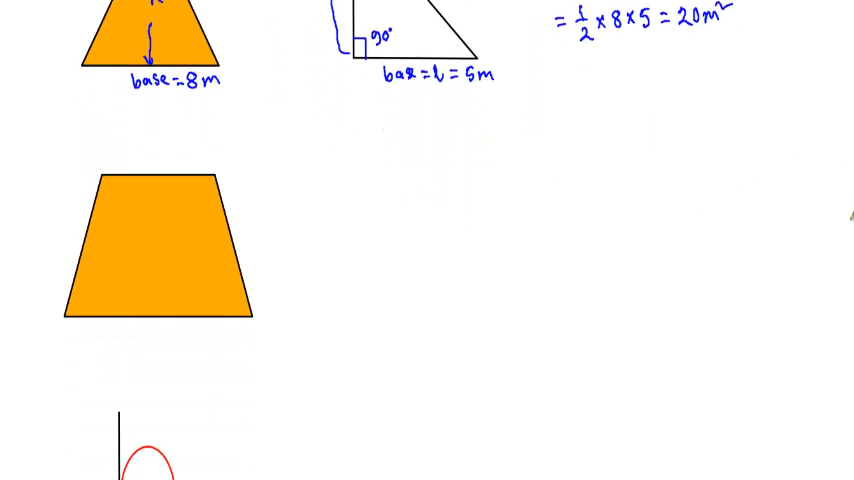 = 1/2 × 8 × 5 = 20m²
90°
base = 8m
base = b = 5m